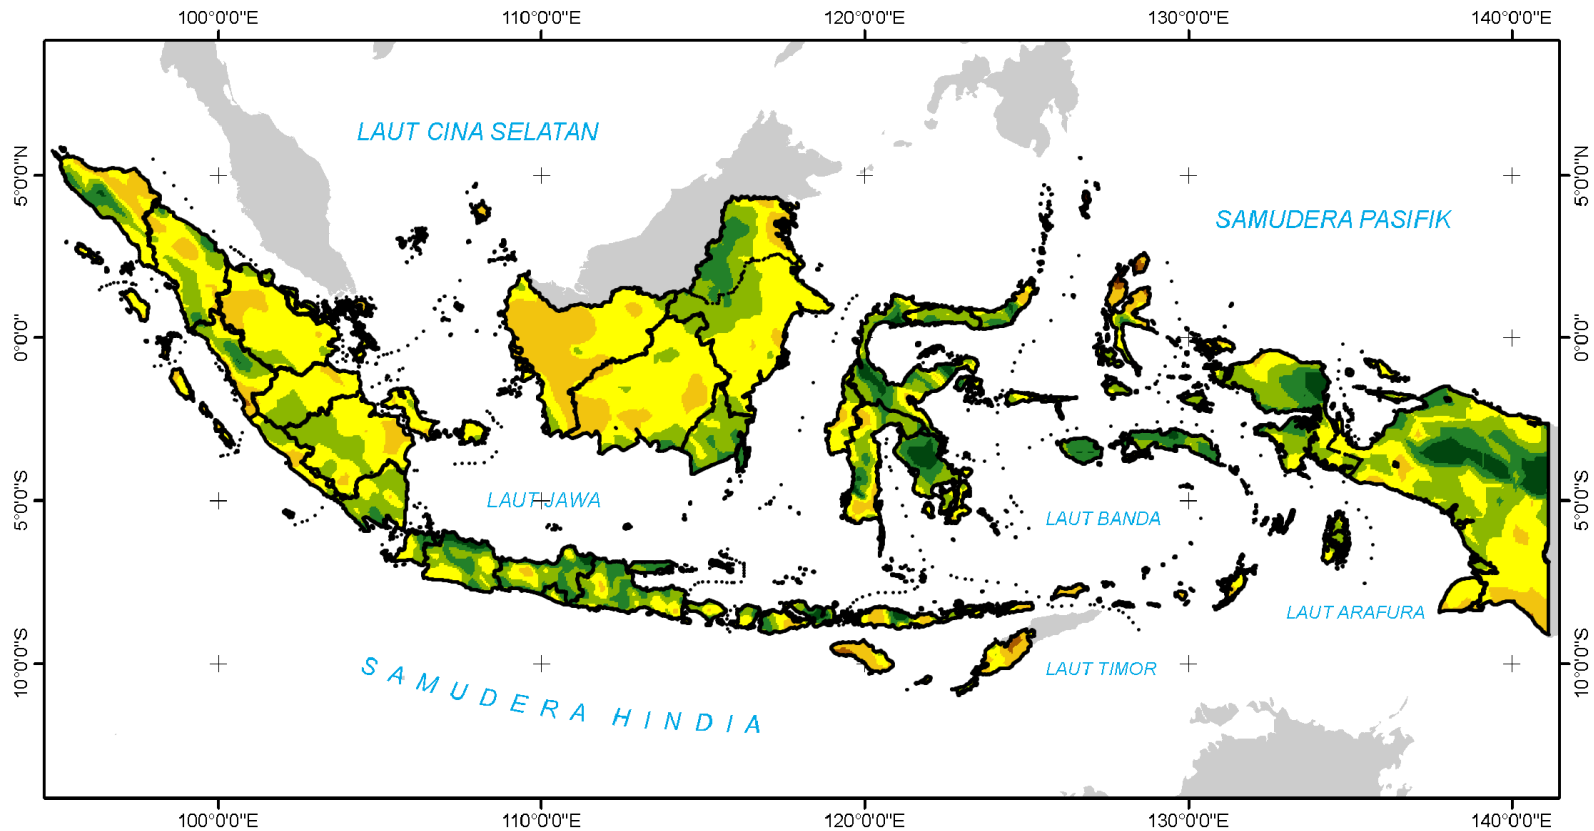 100°0'0"E 110°0'0"E 120°0'0"E 130°0'0"E 140°0'0"E
LAUT CINA SELATAN
5°0'0"N 5°0'0"N
SAMUDERA PASIFIK
0°0'0" 0°0'0"
5°0'0"S 5°0'0"S
LAUT JAWA
LAUT BANDA
LAUT ARAFURA
10°0'0"S 10°0'0"S
LAUT TIMOR
SAMUDERA HINDIA
100°0'0"E 110°0'0"E 120°0'0"E 130°0'0"E 140°0'0"E